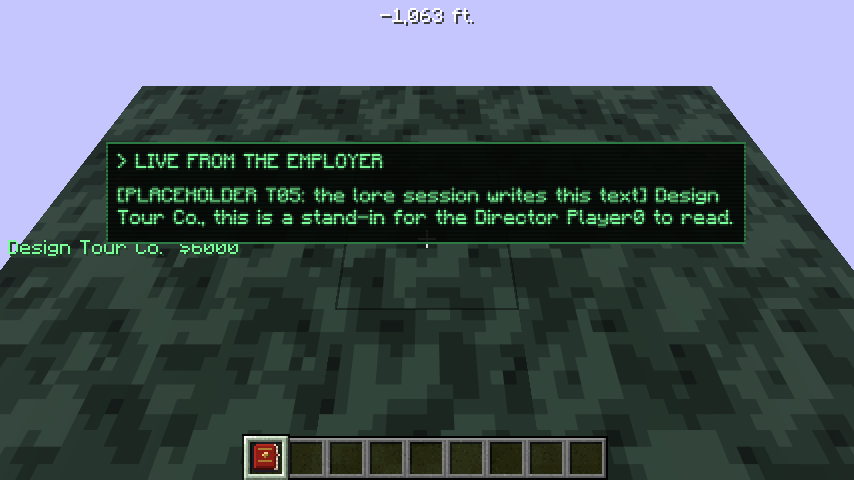 -1,063 ft.
> LIVE FROM THE EMPLOYER
[PLACEHOLDER T05: the lore session writes this text] Design
Tour Co., this is a stand-in for the Director Player0 to read.
Design Tour Co. $6000